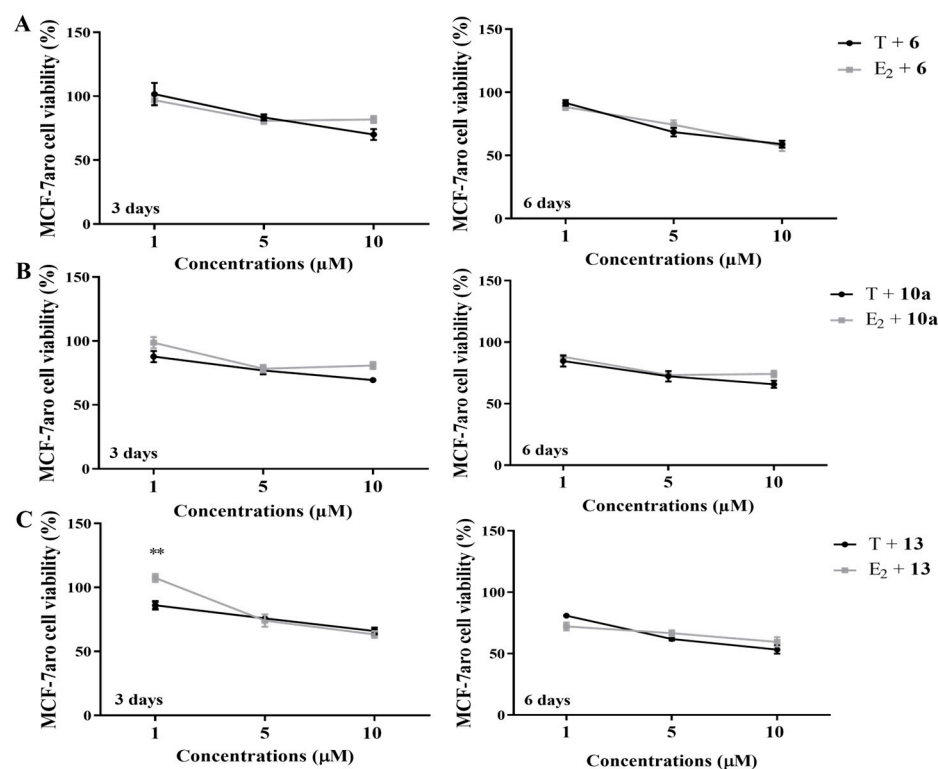 A
MCF-7aro cell viability (%)
150
100
50
0
3 days
1 5 10
Concentrations (µM)
MCF-7aro cell viability (%)
150
100
50
0
6 days
1 5 10
Concentrations (µM)
T + 6
E2 + 6
B
MCF-7aro cell viability (%)
150
100
50
0
3 days
1 5 10
Concentrations (µM)
MCF-7aro cell viability (%)
150
100
50
0
6 days
1 5 10
Concentrations (µM)
T + 10a
E2 + 10a
C
MCF-7aro cell viability (%)
150
100
50
0
**
3 days
1 5 10
Concentrations (µM)
MCF-7aro cell viability (%)
150
100
50
0
6 days
1 5 10
Concentrations (µM)
T + 13
E2 + 13